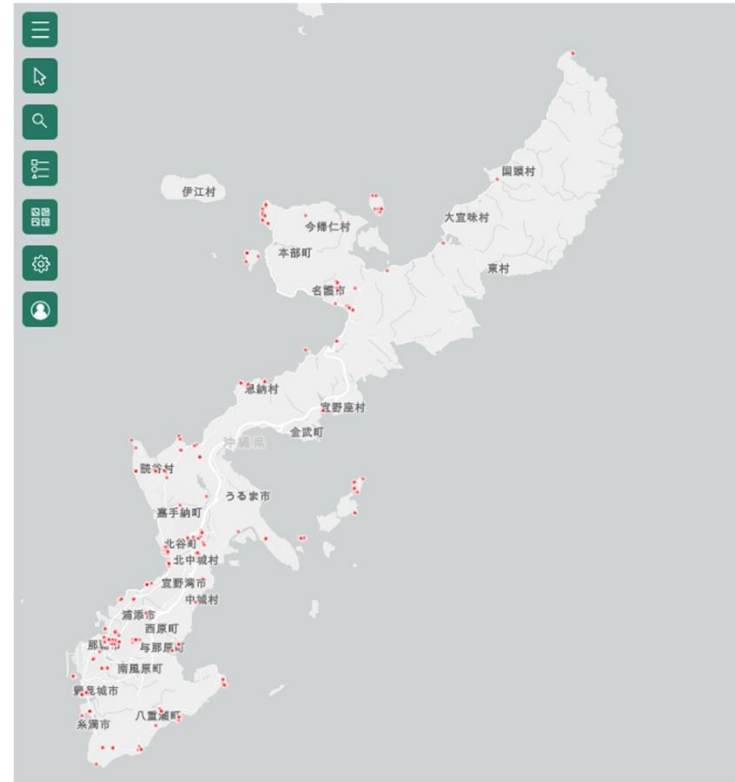 国頭村
伊江村
大宜味村
今帰仁村
本部町
東村
名護市
恩納村
宜野座村
金武町
沖縄県
読谷村
うるま市
嘉手納町
北谷町
北中城村
宜野湾市
中城村
浦添市
西原町
那覇市
与那原町
南風原町
豊見城市
八重瀬町
糸満市